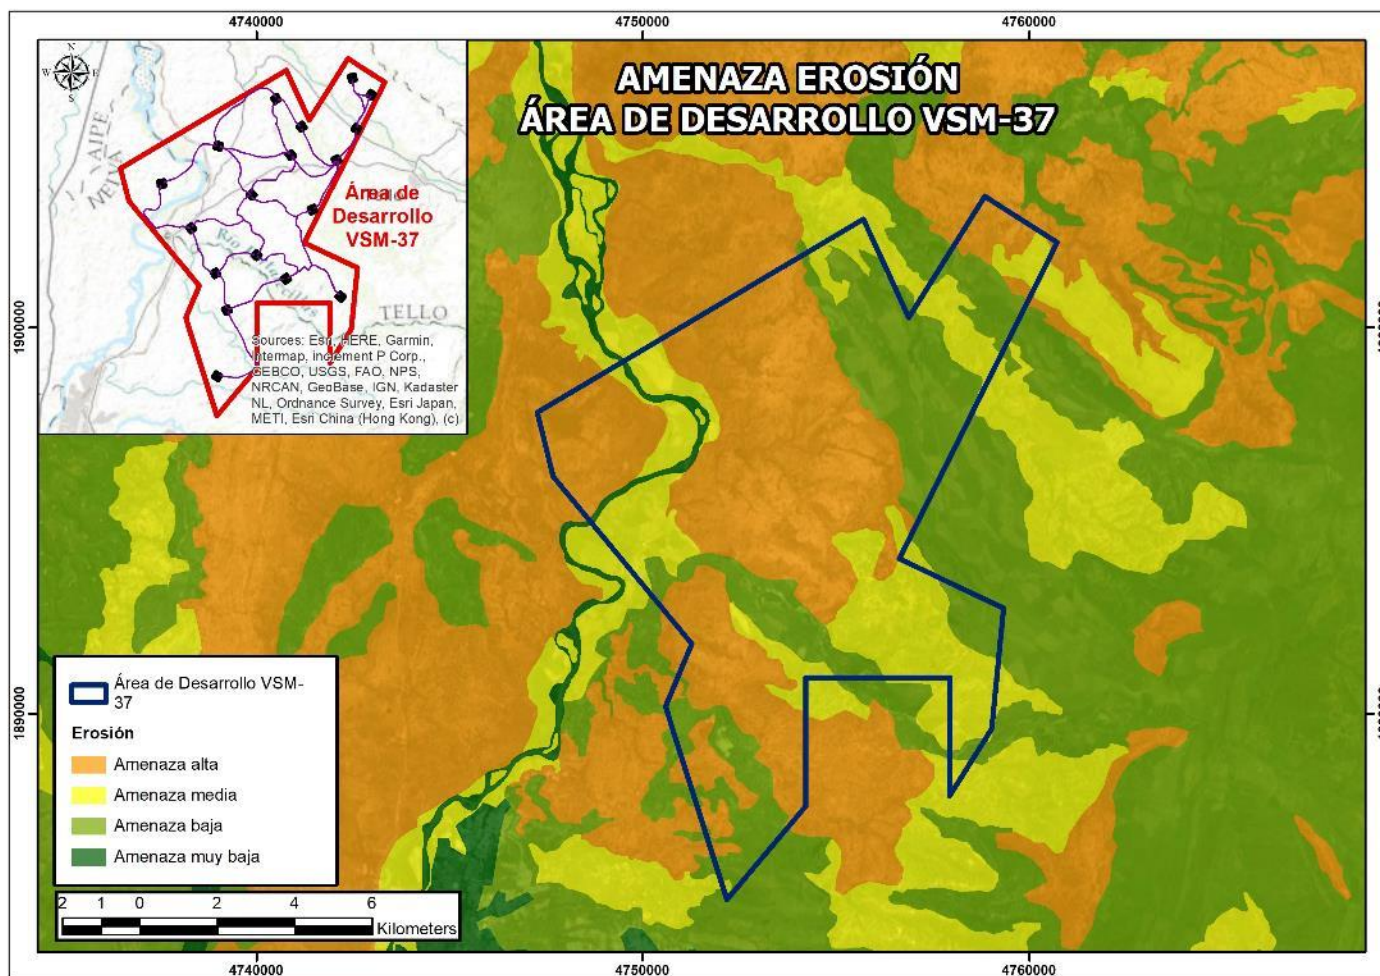 4740000
4750000
4760000
AMENAZA EROSIÓN
ÁREA DE DESARROLLO VSM-37
N
W
E
S
AIPE
Área de
Desarrollo
VSM-37
TELLO
Sources: Esri, HERE, Garmin,
Intermap, increment P Corp.,
GEBCO, USGS, FAO, NPS,
NRCAN, GeoBase, IGN, Kadaster
NL, Ordnance Survey, Esri Japan,
METI, Esri China (Hong Kong), (c)
1900000
1890000
Área de Desarrollo VSM-
37
Erosión
Amenaza alta
Amenaza media
Amenaza baja
Amenaza muy baja
2 1 0 2 4 6
Kilometers
4740000
4750000
4760000